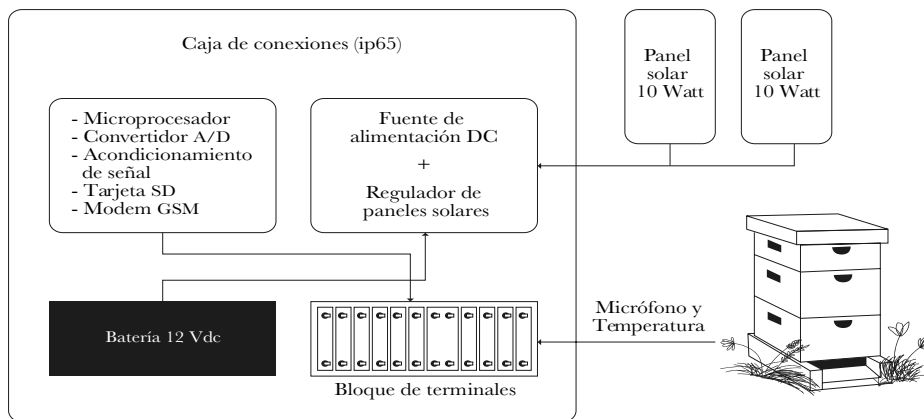 Caja de conexiones (ip65)
- Microprocesador
- Convertidor A/D
- Acondicionamiento
de señal
- Tarjeta SD
- Modem GSM
Fuente de
alimentación DC
+
Regulador de
paneles solares
Panel
solar
10 Watt
Panel
solar
10 Watt
Batería 12 Vdc
Bloque de terminales
Micrófono y
Temperatura